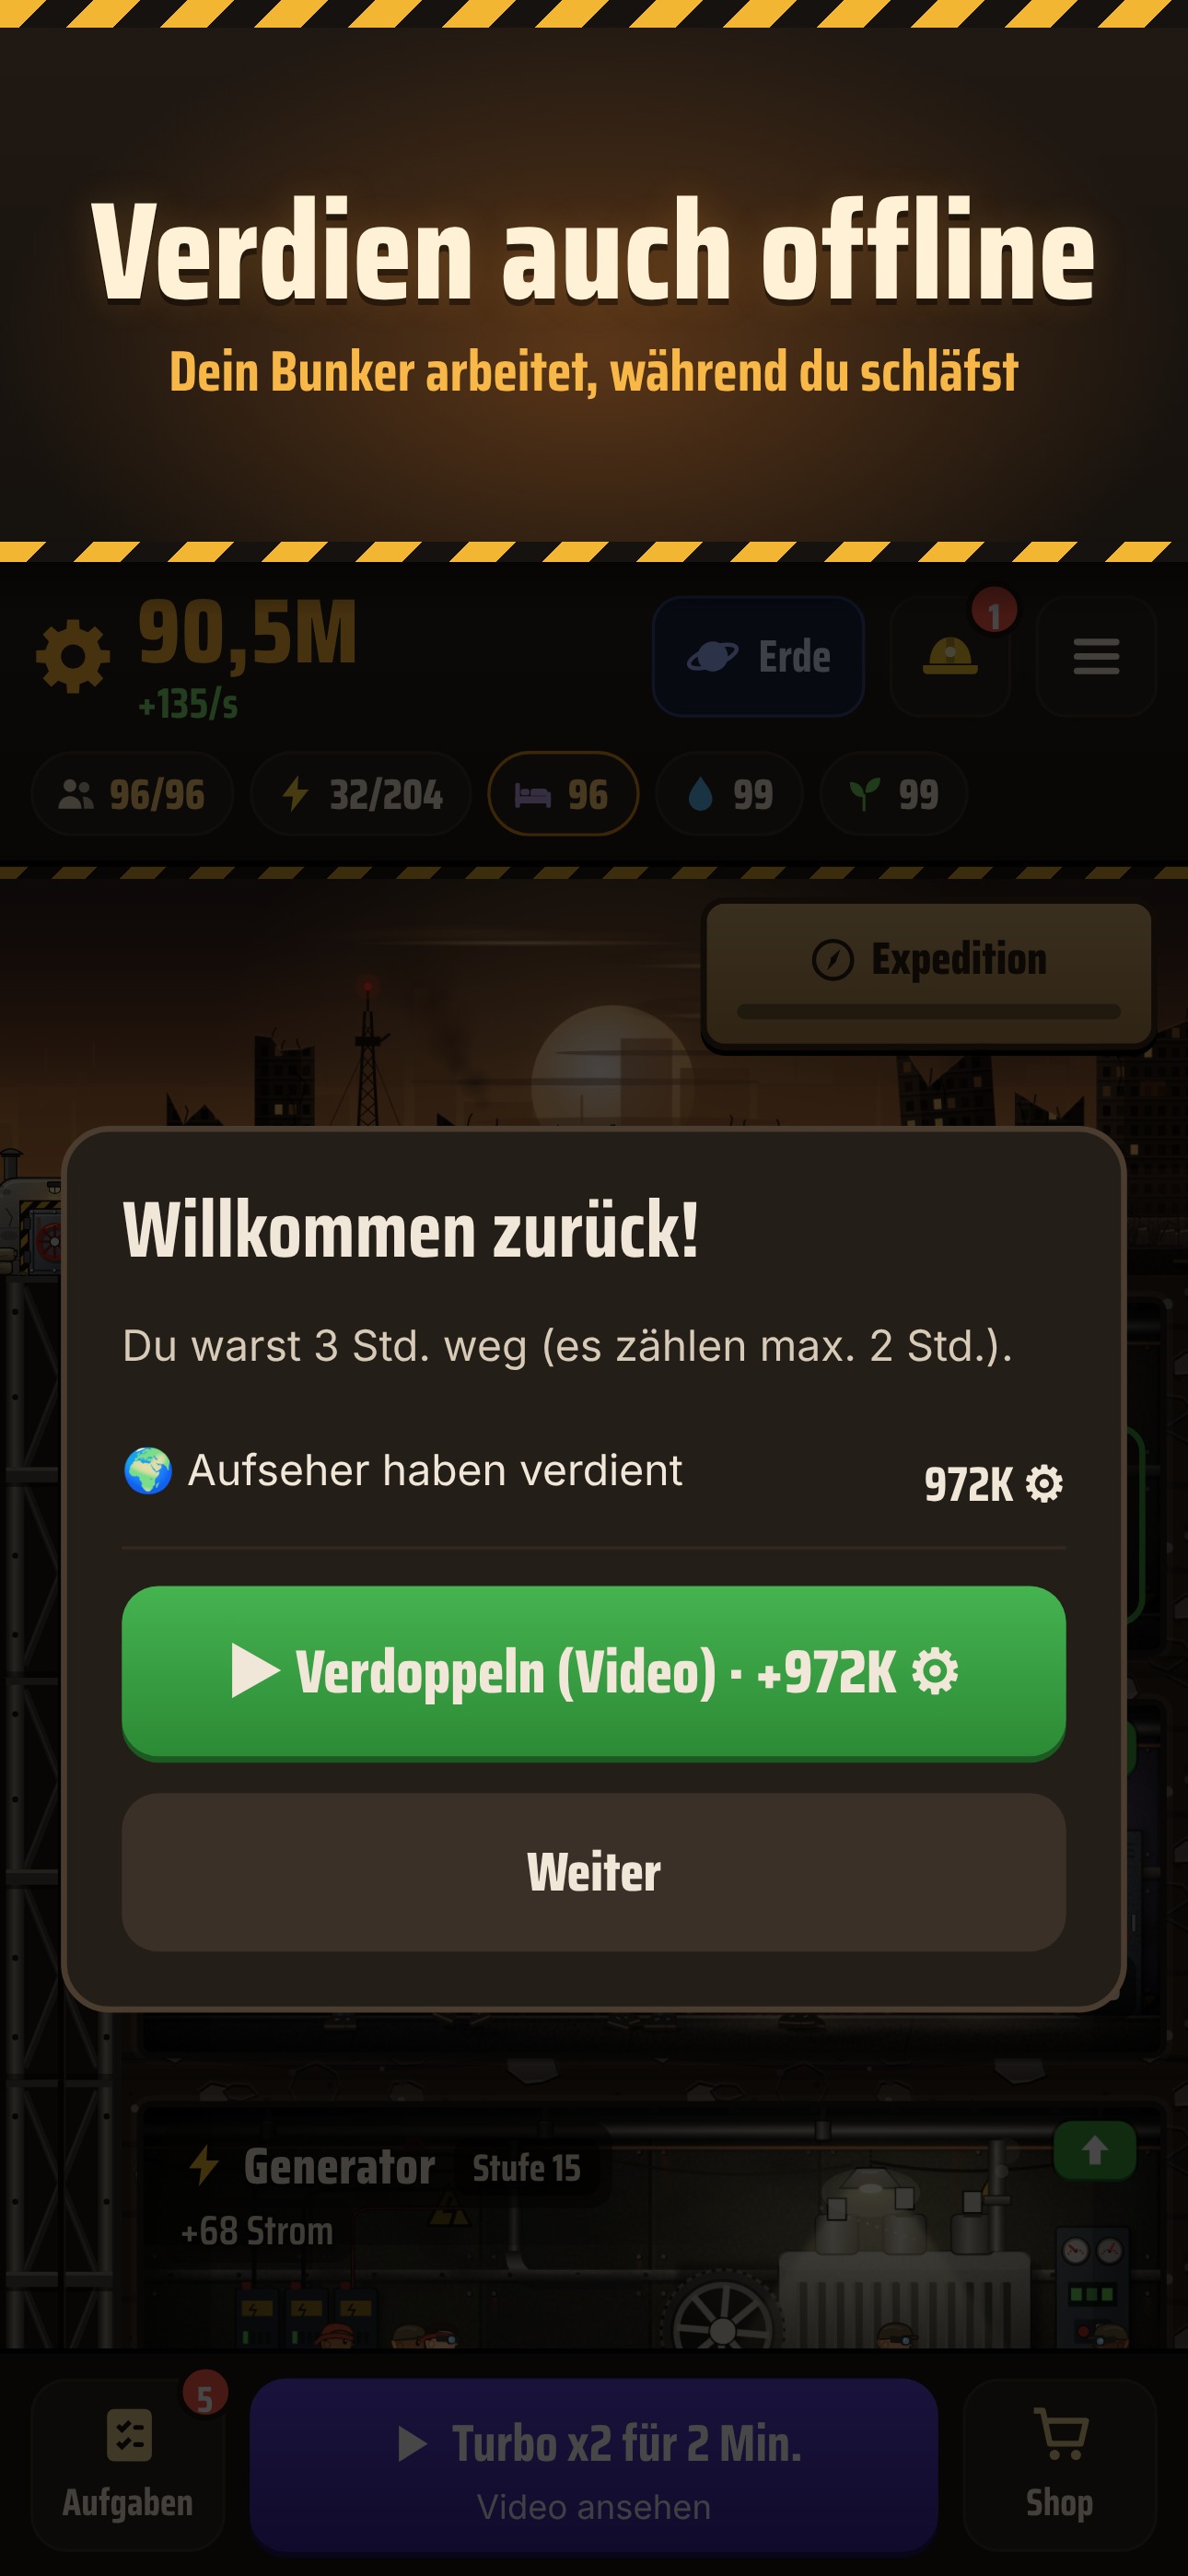 Verdien auch offline
Dein Bunker arbeitet, während du schläfst
90,5M
+135/s
Erde
1
96/96
32/204
96
99
99
Expedition
Willkommen zurück!
Du warst 3 Std. weg (es zählen max. 2 Std.).
Aufseher haben verdient
972K
Verdoppeln (Video) · +972K
Weiter
Generator
Stufe 15
+68 Strom
5
Aufgaben
Turbo x2 für 2 Min.
Video ansehen
Shop